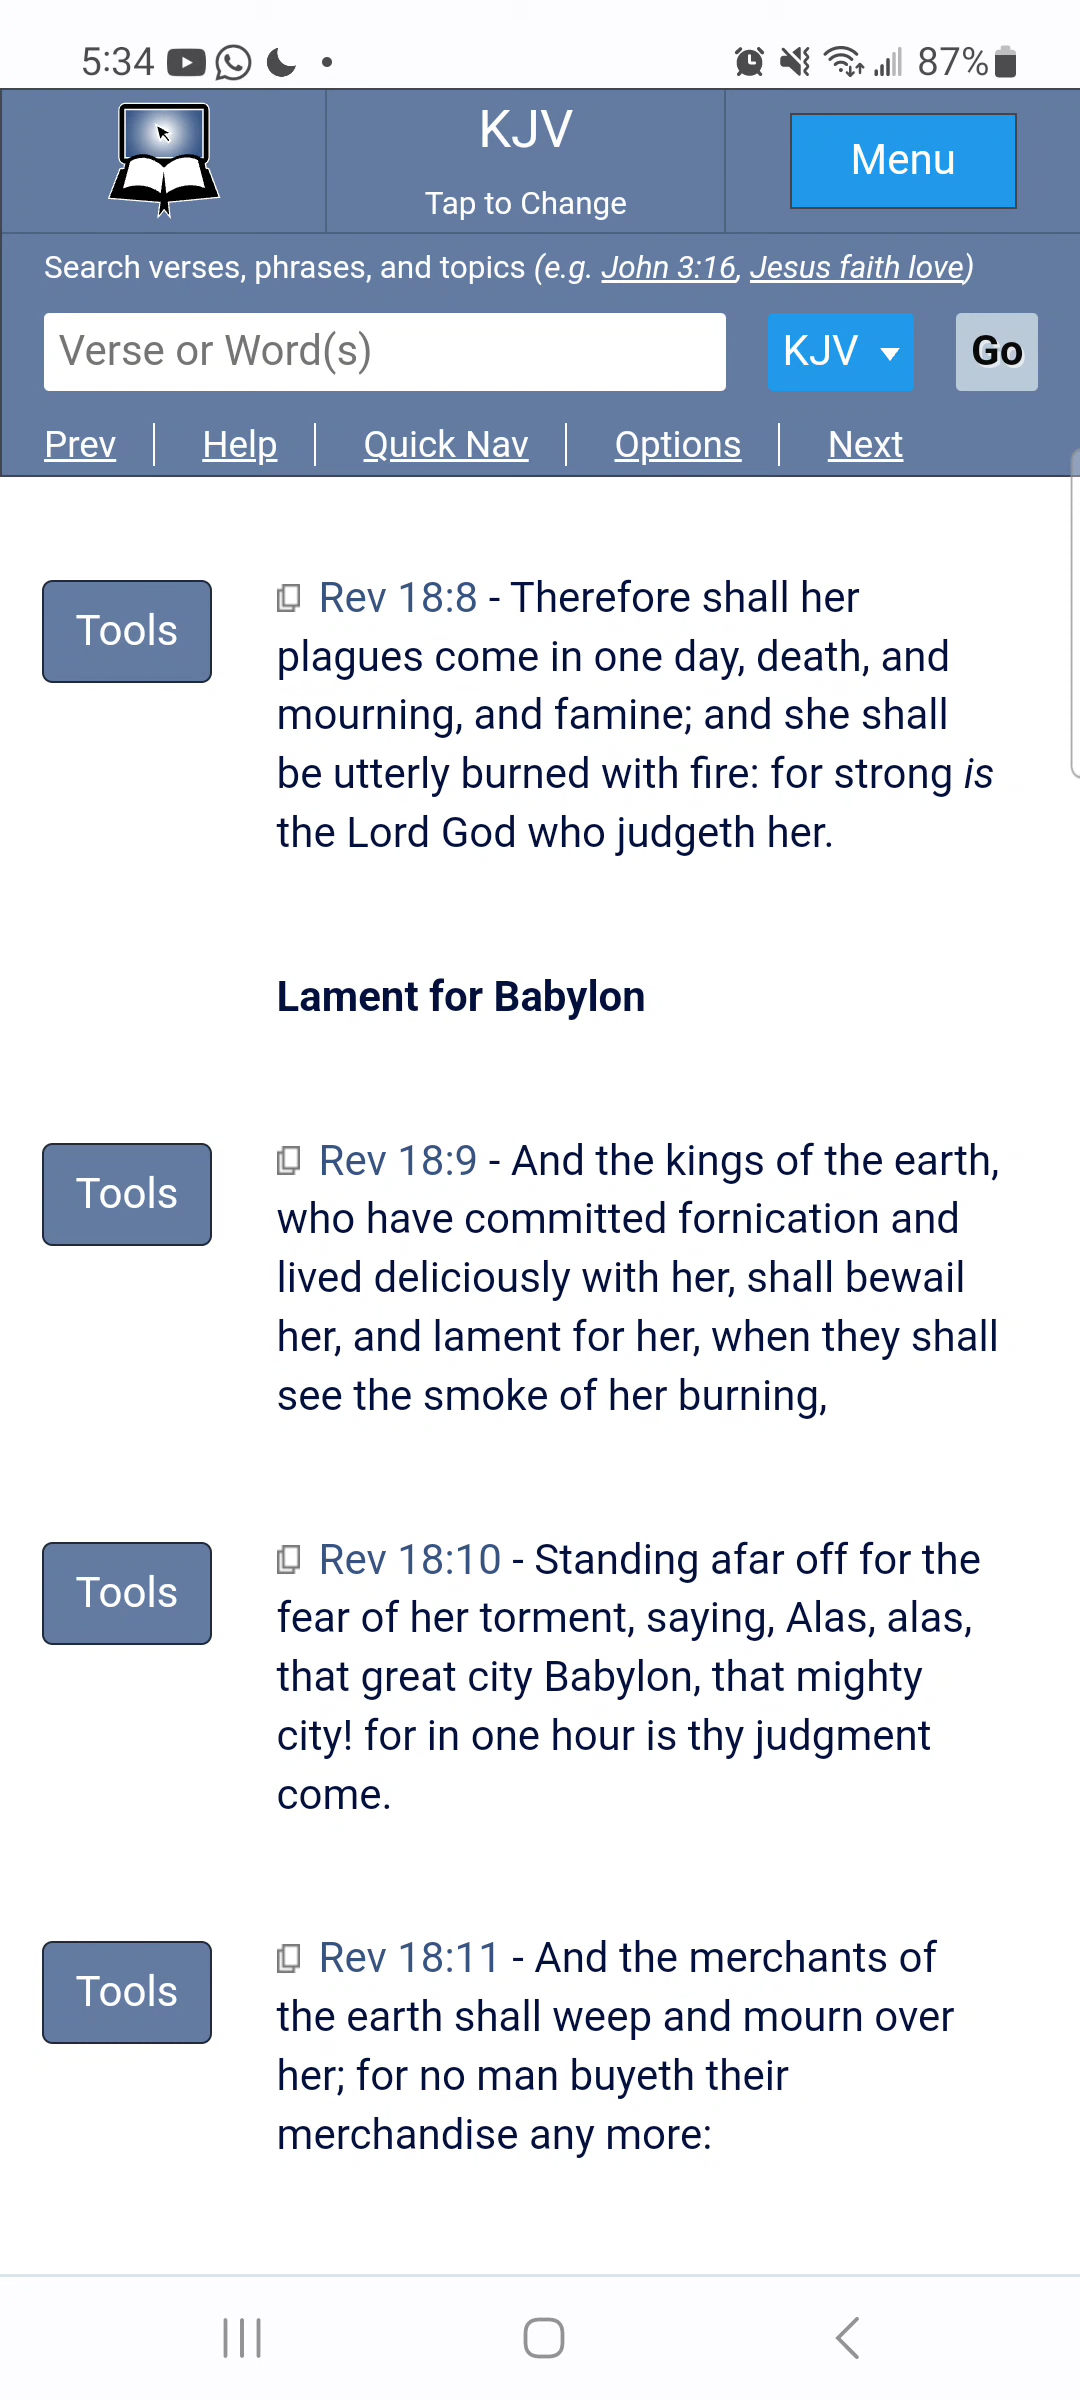 5:34 87%
KJV
Tap to Change
Menu
Search verses, phrases, and topics (e.g. John 3:16, Jesus faith love)
Verse or Word(s) KJV Go
Prev Help Quick Nav Options Next
Tools
Rev 18:8 - Therefore shall her
plagues come in one day, death, and
mourning, and famine; and she shall
be utterly burned with fire: for strong is
the Lord God who judgeth her.
Lament for Babylon
Tools
Rev 18:9 - And the kings of the earth,
who have committed fornication and
lived deliciously with her, shall bewail
her, and lament for her, when they shall
see the smoke of her burning,
Tools
Rev 18:10 - Standing afar off for the
fear of her torment, saying, Alas, alas,
that great city Babylon, that mighty
city! for in one hour is thy judgment
come.
Tools
Rev 18:11 - And the merchants of
the earth shall weep and mourn over
her; for no man buyeth their
merchandise any more: